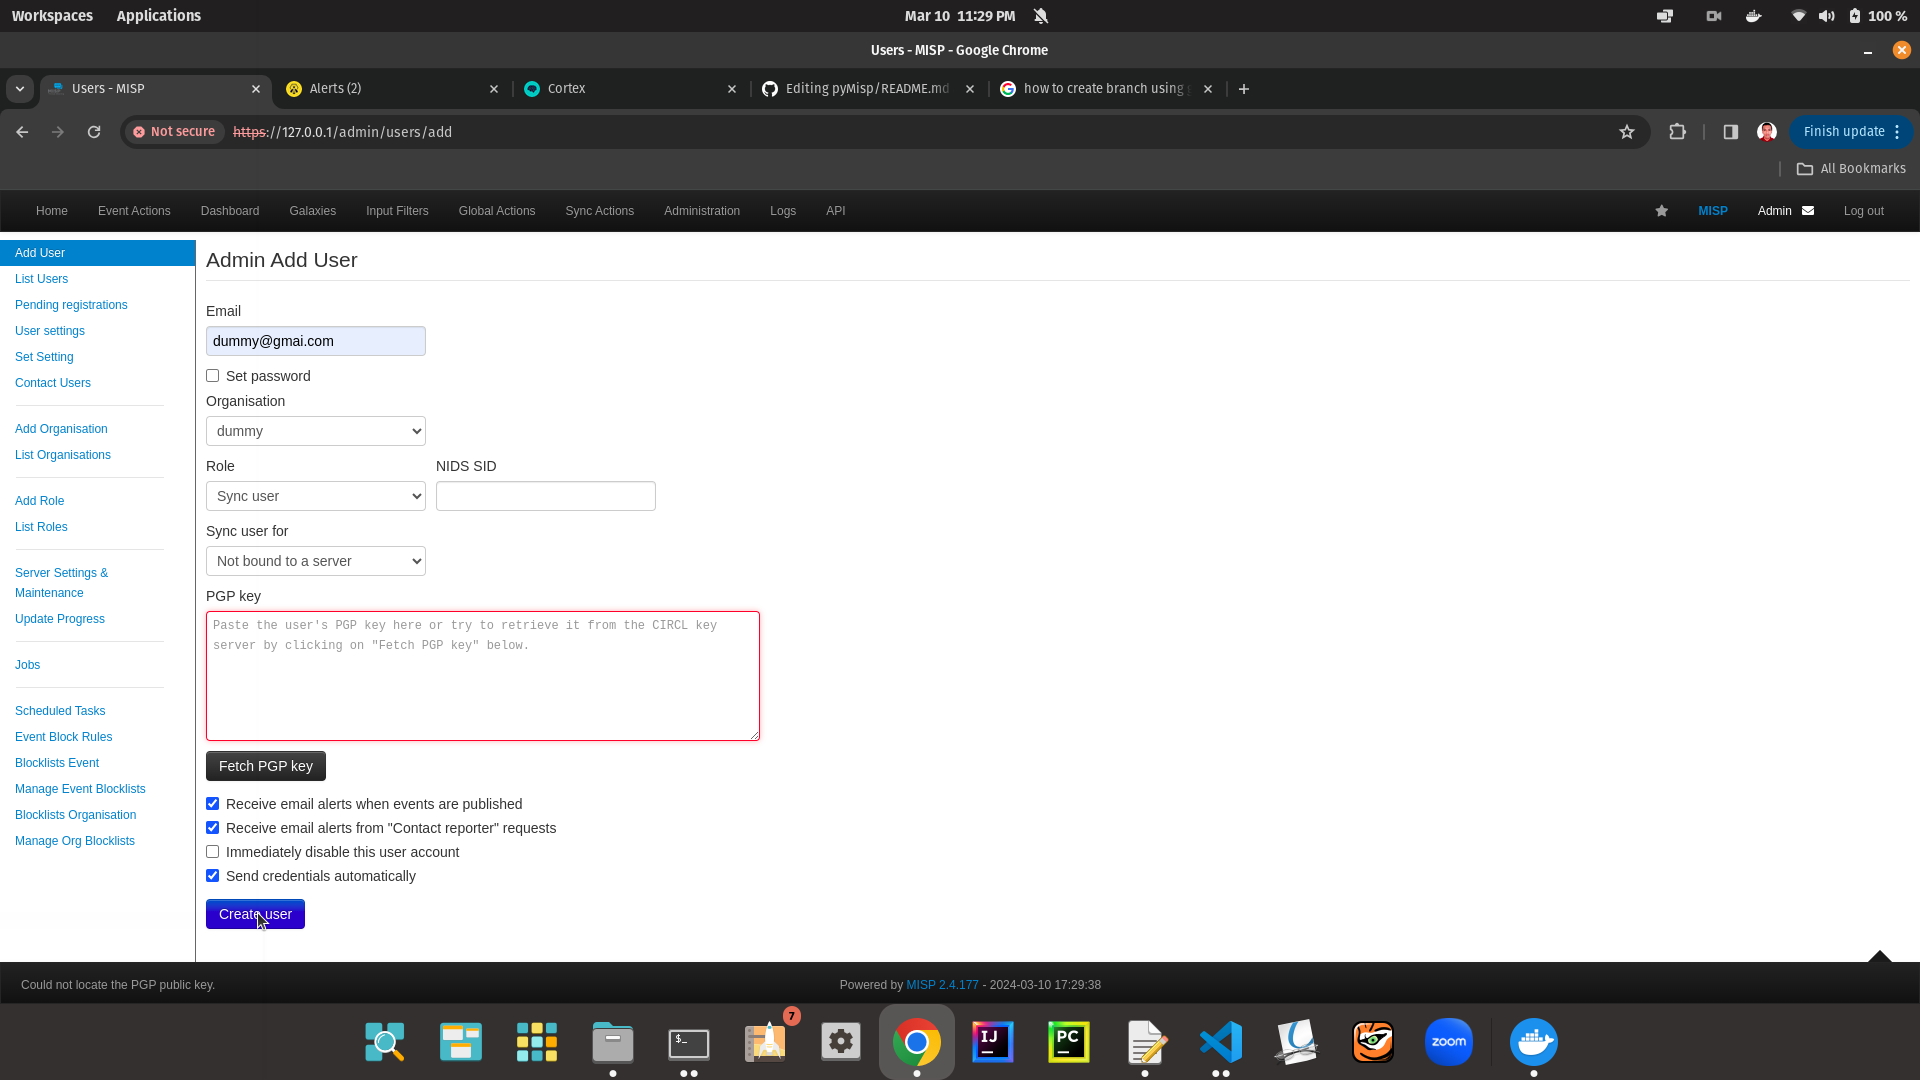 Workspaces Applications Mar 10 11:29 PM 100 %
Users - MISP - Google Chrome
Users - MISP Alerts (2) Cortex Editing pyMisp/README.md how to create branch using
Not secure https://127.0.0.1/admin/users/add Finish update
All Bookmarks
Home Event Actions Dashboard Galaxies Input Filters Global Actions Sync Actions Administration Logs API MISP Admin Log out
Add User
List Users
Pending registrations
User settings
Set Setting
Contact Users
Add Organisation
List Organisations
Add Role
List Roles
Server Settings &
Maintenance
Update Progress
Jobs
Scheduled Tasks
Event Block Rules
Blocklists Event
Manage Event Blocklists
Blocklists Organisation
Manage Org Blocklists
Admin Add User
Email
dummy@gmai.com
Set password
Organisation
dummy
Role NIDS SID
Sync user
Sync user for
Not bound to a server
PGP key
Paste the user's PGP key here or try to retrieve it from the CIRCL key
server by clicking on "Fetch PGP key" below.
Fetch PGP key
Receive email alerts when events are published
Receive email alerts from "Contact reporter" requests
Immediately disable this user account
Send credentials automatically
Create user
Could not locate the PGP public key. Powered by MISP 2.4.177 - 2024-03-10 17:29:38
7
$_
IJ
PC
zoom